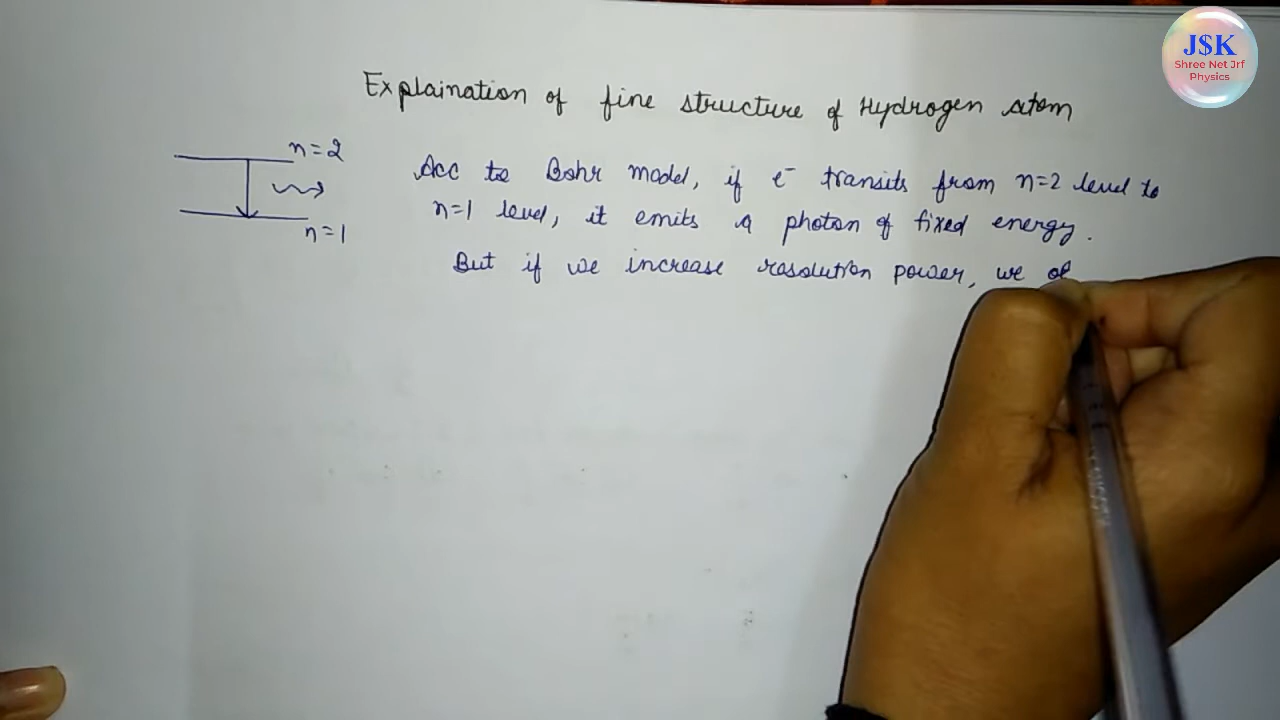 J$K
Shree Net Jrf
Physics
Explaination of fine structure of Hydrogen atom
n=2
n=1
Acc to Bohr model, if e⁻ transits from n=2 level to
n=1 level, it emits a photon of fixed energy.
But if we increase resolution power, we